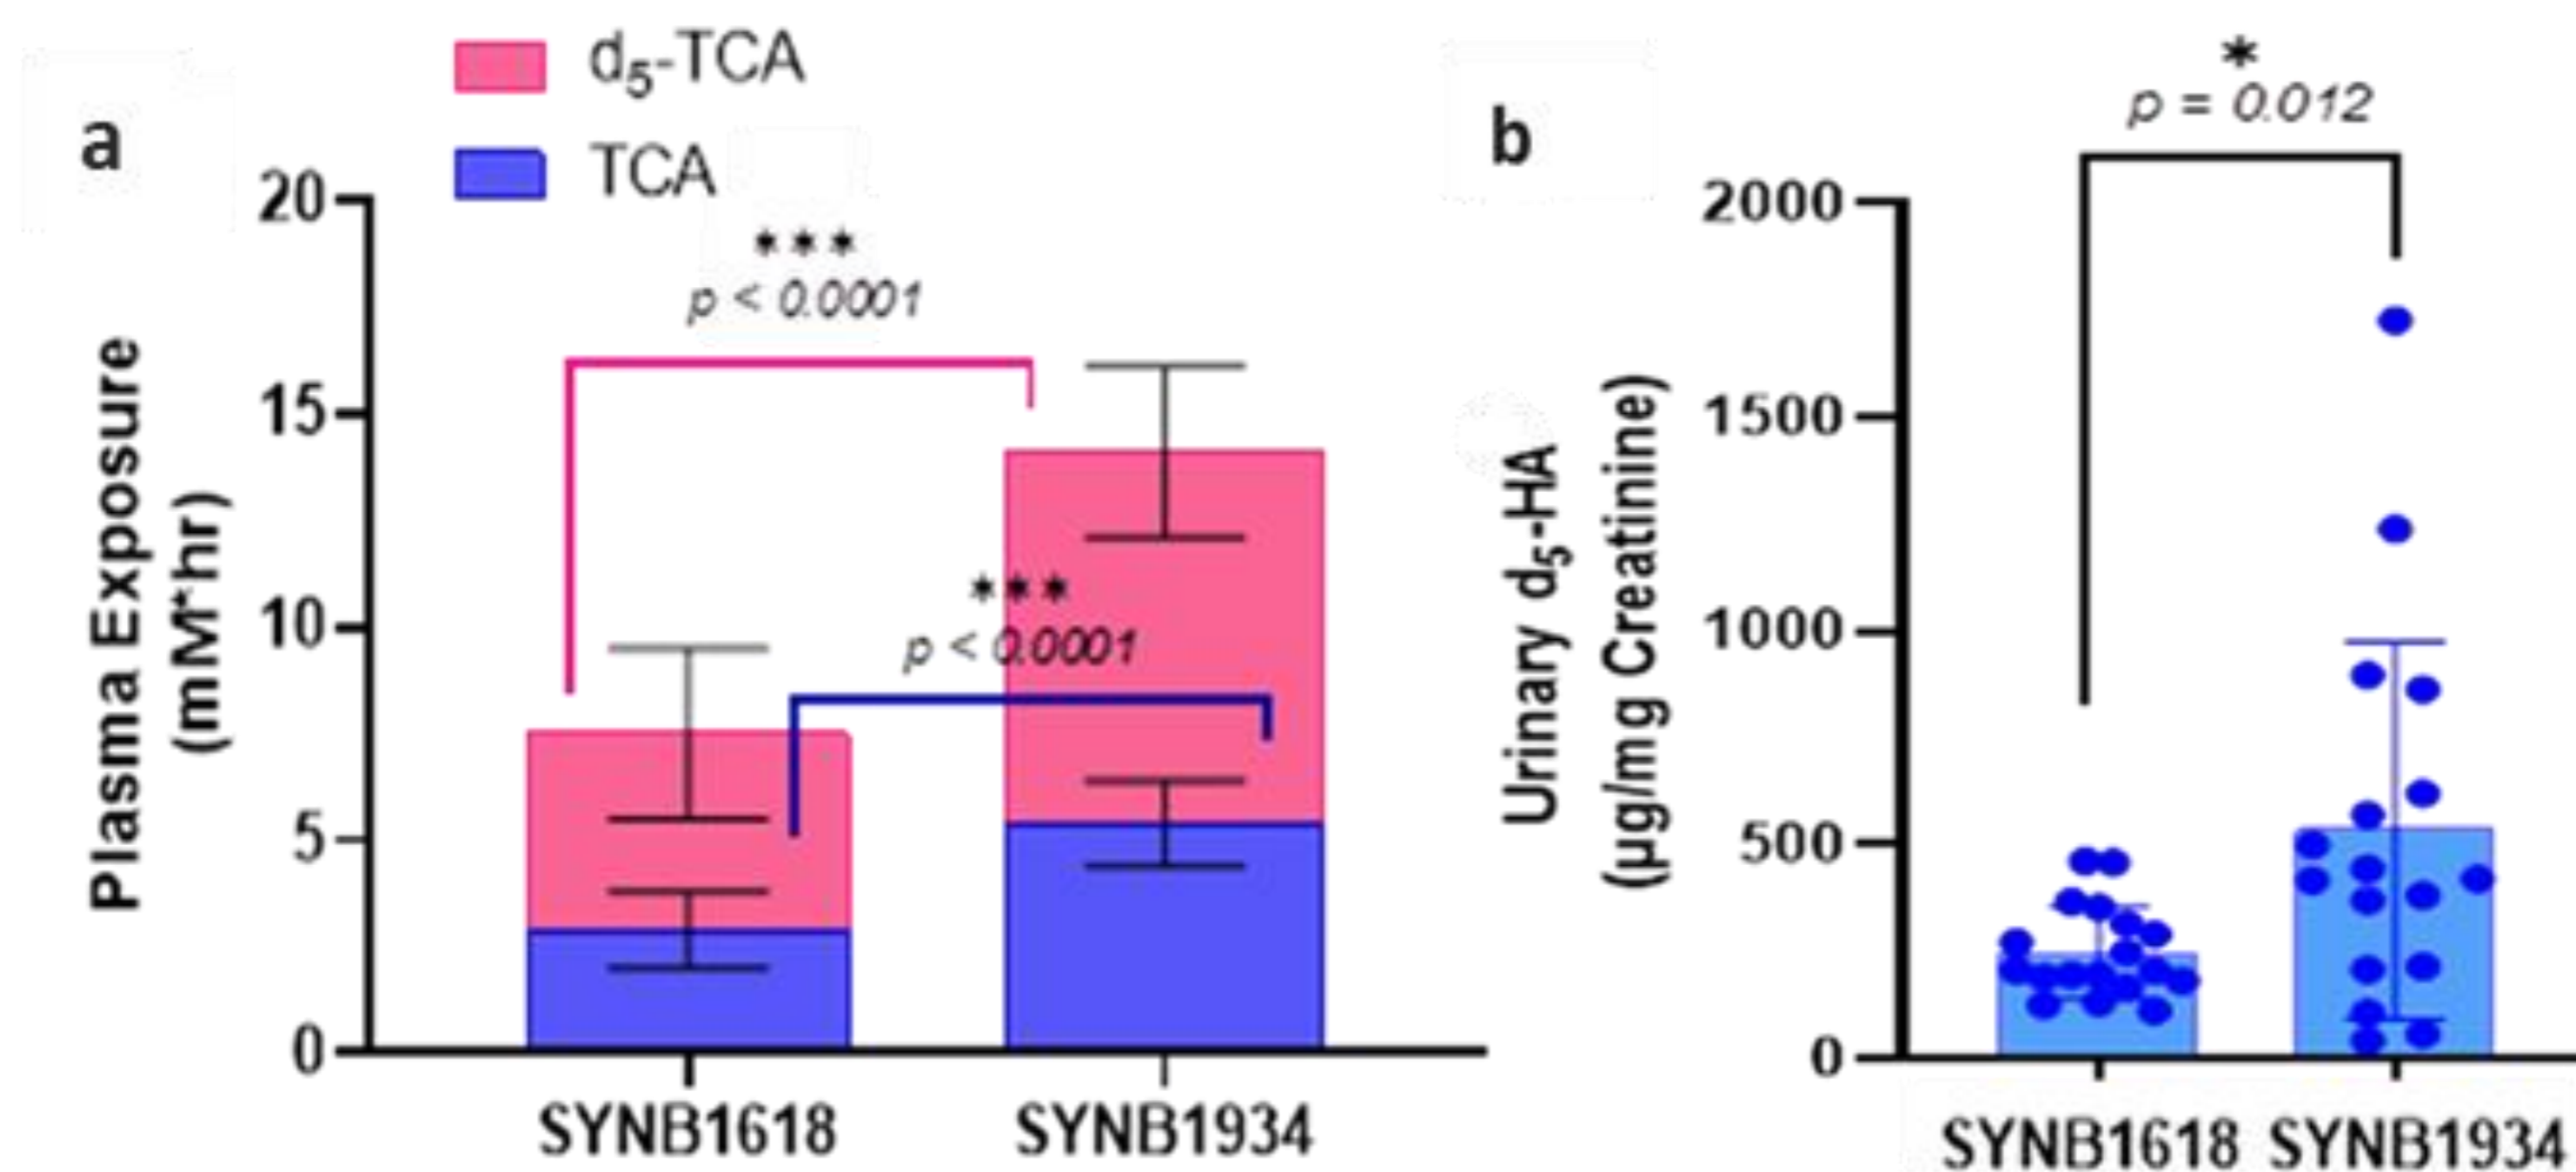 a
d5-TCA
TCA
Plasma Exposure
(mM*hr)
20
15
10
5
0
***
p < 0.0001
***
p < 0.0001
SYNB1618
SYNB1934
b
Urinary d5-HA
(µg/mg Creatinine)
2000
1500
1000
500
0
*
p = 0.012
SYNB1618
SYNB1934